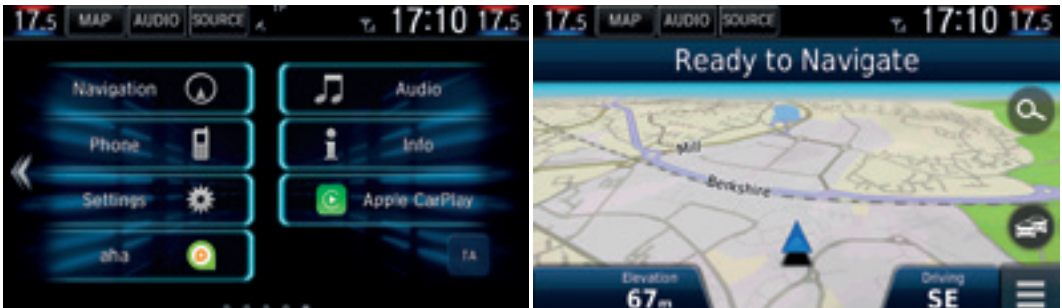 17.5 MAP AUDIO SOURCE 17:10 17.5
Navigation Audio
Phone Info
Settings Apple CarPlay
aha
TA
17.5 MAP AUDIO SOURCE 17:10 17.5
Ready to Navigate
Mill
Berkshire
Elevation Driving
67m SE